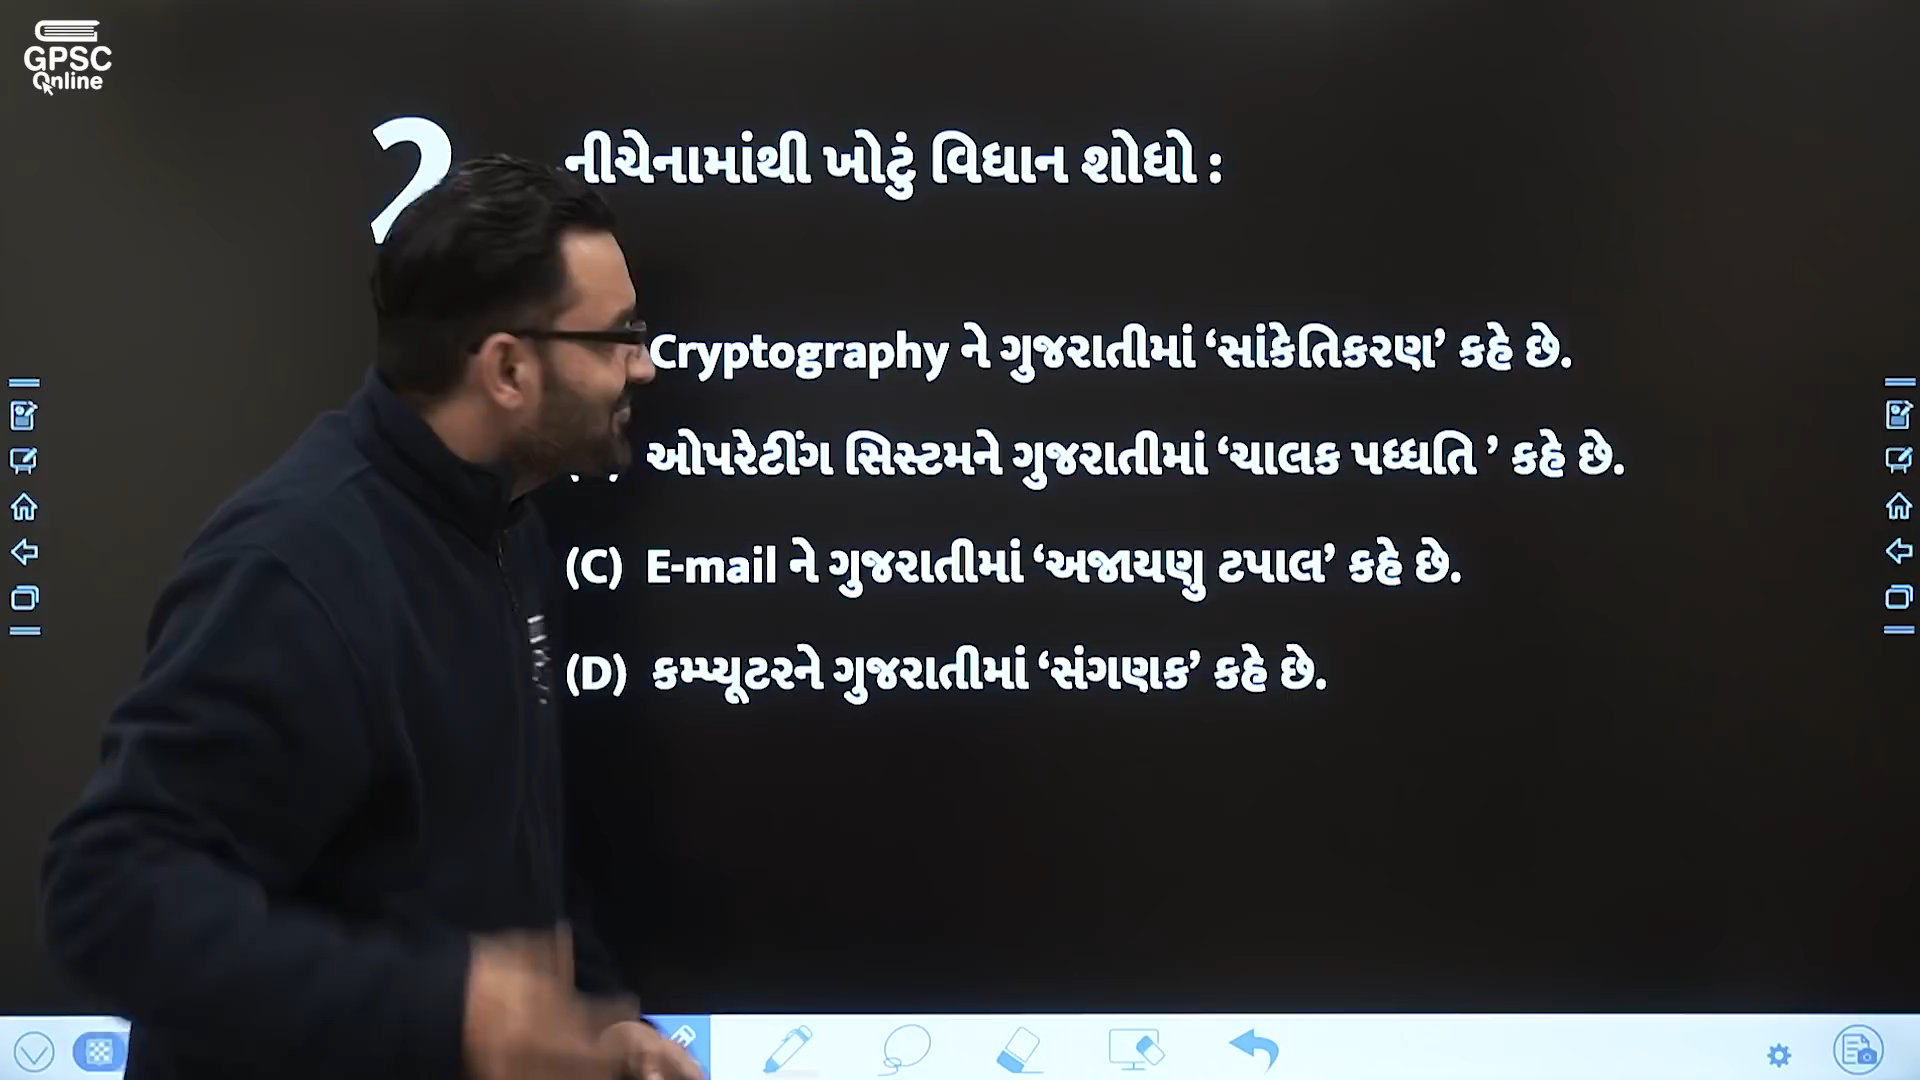 GPSC
Online
નીચેનામાંથી ખોટું વિધાન શોધો :
Cryptography ને ગુજરાતીમાં ‘સાંકેતિકરણ’ કહે છે.
ઓપરેટીંગ સિસ્ટમને ગુજરાતીમાં ‘ચાલક પધ્ધતિ ’ કહે છે.
(C) E-mail ને ગુજરાતીમાં ‘અજાયણુ ટપાલ’ કહે છે.
(D) કમ્પ્યૂટરને ગુજરાતીમાં ‘સંગણક’ કહે છે.